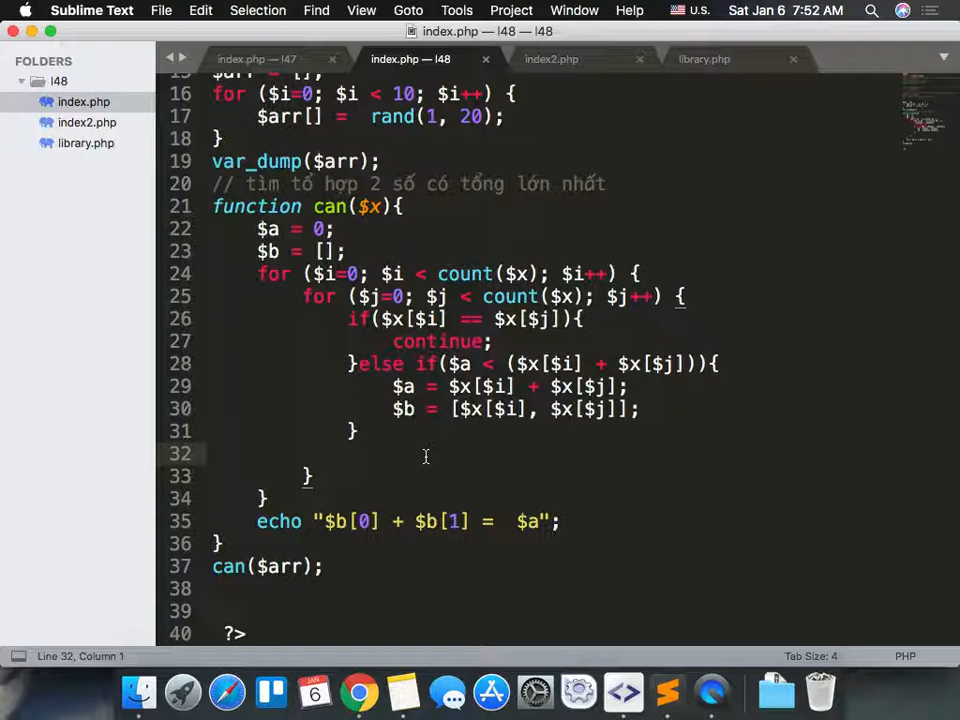 Sublime Text File Edit Selection Find View Goto Tools Project Window Help U.S. Sat Jan 6 7:52 AM
index.php — l48 — l48
FOLDERS
l48
index.php
index2.php
library.php
index.php — l47 index.php — l48 index2.php library.php
15 $arr = [];
16 for ($i=0; $i < 10; $i++) {
17 $arr[] = rand(1, 20);
18 }
19 var_dump($arr);
20 // tìm tổ hợp 2 số có tổng lớn nhất
21 function can($x){
22 $a = 0;
23 $b = [];
24 for ($i=0; $i < count($x); $i++) {
25 for ($j=0; $j < count($x); $j++) {
26 if($x[$i] == $x[$j]){
27 continue;
28 }else if($a < ($x[$i] + $x[$j])){
29 $a = $x[$i] + $x[$j];
30 $b = [$x[$i], $x[$j]];
31 }
32
33 }
34 }
35 echo "$b[0] + $b[1] =  $a";
36 }
37 can($arr);
38
39
40 ?>
Line 32, Column 1 Tab Size: 4 PHP
JAN
6